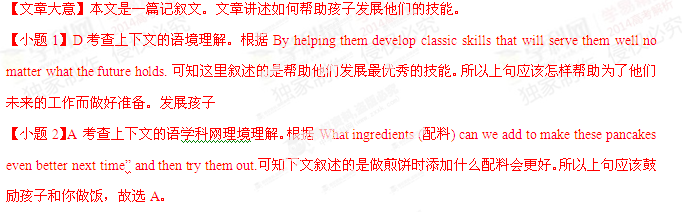 【文章大意】本文是一篇记叙文。文章讲述如何帮助孩子发展他们的技能。
【小题 1】D 考查上下文的语境理解。根据 By helping them develop classic skills that will serve them well no
matter what the future holds. 可知这里叙述的是帮助他们发展最优秀的技能。所以上句应该怎样帮助为了他们
未来的工作而做好准备。发展孩子
【小题 2】A 考查上下文的语学科网理境理解。根据 What ingredients (配料) can we add to make these pancakes
even better next time” and then try them out.可知下文叙述的是做煎饼时添加什么配料会更好。所以上句应该鼓
励孩子和你做饭，故选 A。